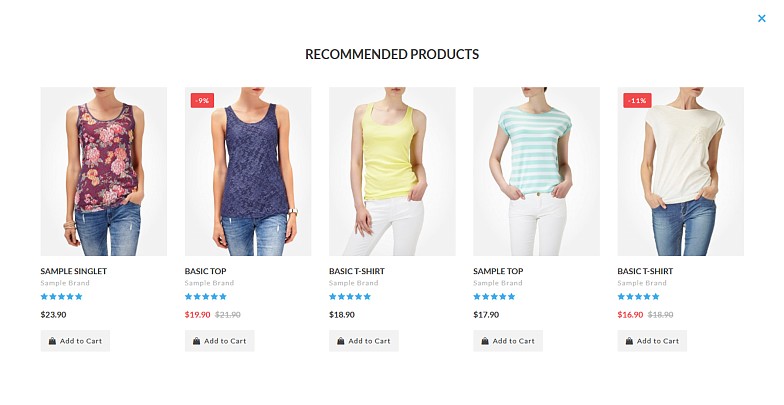 ×
RECOMMENDED PRODUCTS
-9%
-11%
SAMPLE SINGLET
Sample Brand
$23.90
Add to Cart
BASIC TOP
Sample Brand
$19.90 $21.90
Add to Cart
BASIC T-SHIRT
Sample Brand
$18.90
Add to Cart
SAMPLE TOP
Sample Brand
$17.90
Add to Cart
BASIC T-SHIRT
Sample Brand
$16.90 $18.90
Add to Cart